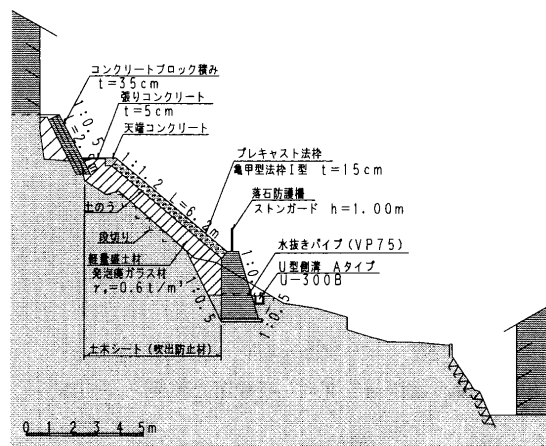 コンクリートブロック積み
t=35cm
張りコンクリート
t=5cm
天端コンクリート
1:0.5
1:1.2 L=6.2m
プレキャスト法枠
亀甲型法枠I型 t=15cm
落石防護柵
ストンガード h=1.00m
土のう
段切り
水抜きパイプ(VP75)
U型側溝 Aタイプ
U-300B
軽量盛土材
発泡廃ガラス材
=0.6t/m³
1:0.5
1:0.5
土木シート(吹出防止材)
0 1 2 3 4 5m